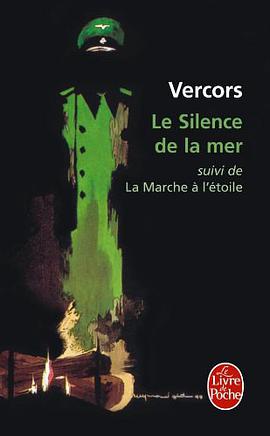 Vercors
Le Silence
de la mer
suivi de
La Marche à l'étoile
Le
Livre
de
Poche